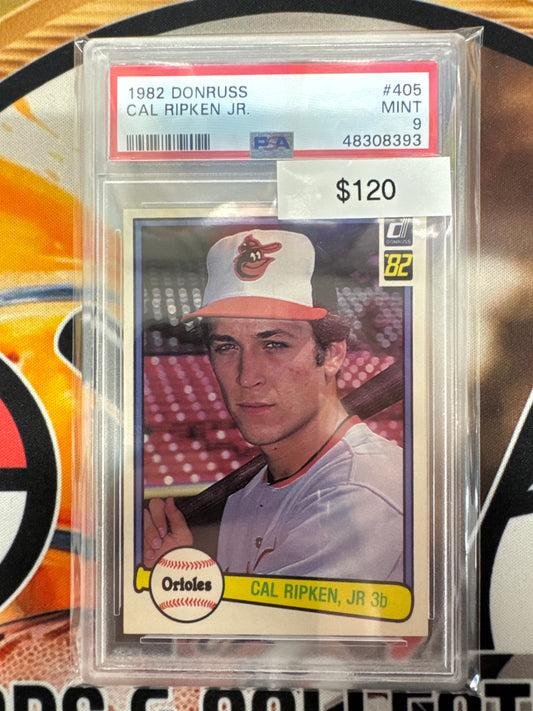 1982 DONRUSS #405
CAL RIPKEN JR. MINT
9
PSA 48308393
$120
d
DONRUSS
'82
Orioles
CAL RIPKEN, JR 3b